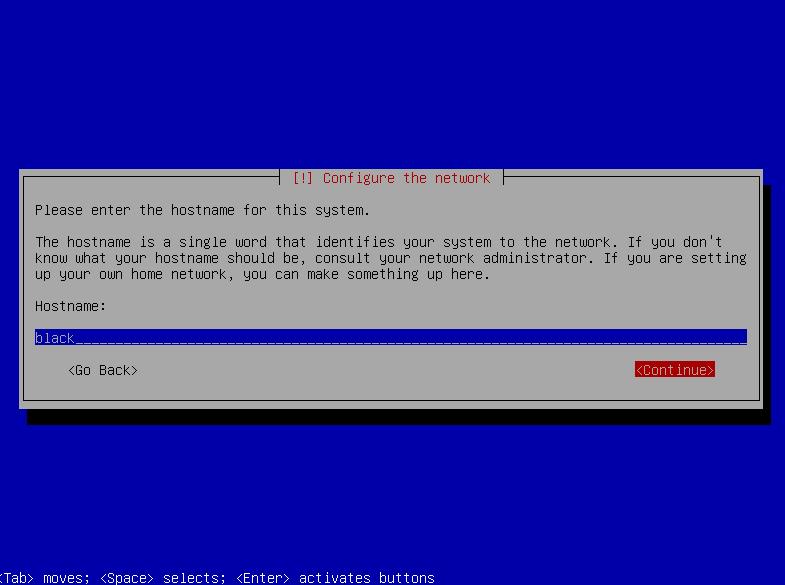 [!] Configure the network
Please enter the hostname for this system.
The hostname is a single word that identifies your system to the network. If you don't
know what your hostname should be, consult your network administrator. If you are setting
up your own home network, you can make something up here.
Hostname:
black
<Go Back> <Continue>
<Tab> moves; <Space> selects; <Enter> activates buttons